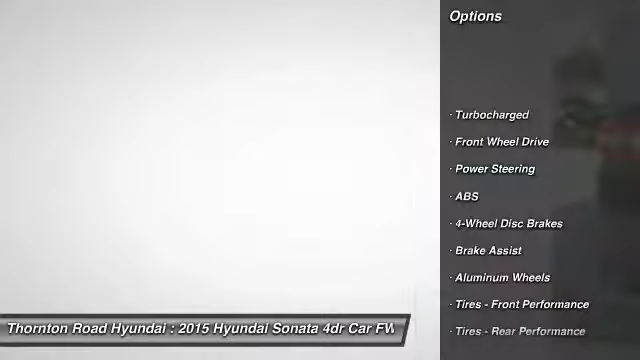 Options
· Turbocharged
· Front Wheel Drive
· Power Steering
· ABS
· 4-Wheel Disc Brakes
· Brake Assist
· Aluminum Wheels
· Tires - Front Performance
· Tires - Rear Performance
Thornton Road Hyundai : 2015 Hyundai Sonata 4dr Car FW